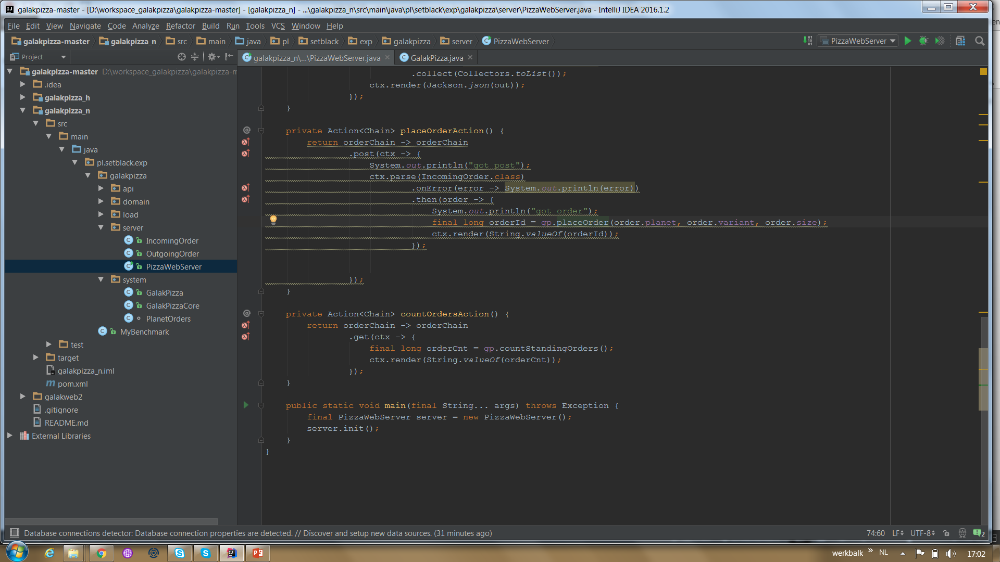 galakpizza-master - [D:\workspace_galakpizza\galakpizza-master] - [galakpizza_n] - ...\galakpizza_n\src\main\java\pl\setblack\exp\galakpizza\server\PizzaWebServer.java - IntelliJ IDEA 2016.1.2
File Edit View Navigate Code Analyze Refactor Build Run Tools VCS Window Help
galakpizza-master galakpizza_n src main java pl setblack exp galakpizza server PizzaWebServer PizzaWebServer
Project galakpizza_n\...\PizzaWebServer.java GalakPizza.java
galakpizza-master D:\workspace_galakpizza\galakpizza-m
.idea
galakpizza_h
galakpizza_n
src
main
java
pl.setblack.exp
galakpizza
api
domain
load
server
IncomingOrder
OutgoingOrder
PizzaWebServer
system
GalakPizza
GalakPizzaCore
PlanetOrders
MyBenchmark
test
target
galakpizza_n.iml
pom.xml
galakweb2
.gitignore
README.md
External Libraries
.collect(Collectors.toList());
ctx.render(Jackson.json(out));
});
}
private Action<Chain> placeOrderAction() {
return orderChain -> orderChain
.post(ctx -> {
System.out.println("got post");
ctx.parse(IncomingOrder.class)
.onError(error -> System.out.println(error))
.then(order -> {
System.out.println("got order");
final long orderId = gp.placeOrder(order.planet, order.variant, order.size);
ctx.render(String.valueOf(orderId));
});
});
}
private Action<Chain> countOrdersAction() {
return orderChain -> orderChain
.get(ctx -> {
final long orderCnt = gp.countStandingOrders();
ctx.render(String.valueOf(orderCnt));
});
}
public static void main(final String... args) throws Exception {
final PizzaWebServer server = new PizzaWebServer();
server.init();
}
}
Database connections detector: Database connection properties are detected. // Discover and setup new data sources. (31 minutes ago) 74:60 LF UTF-8 2
werkbalk » NL 17:02